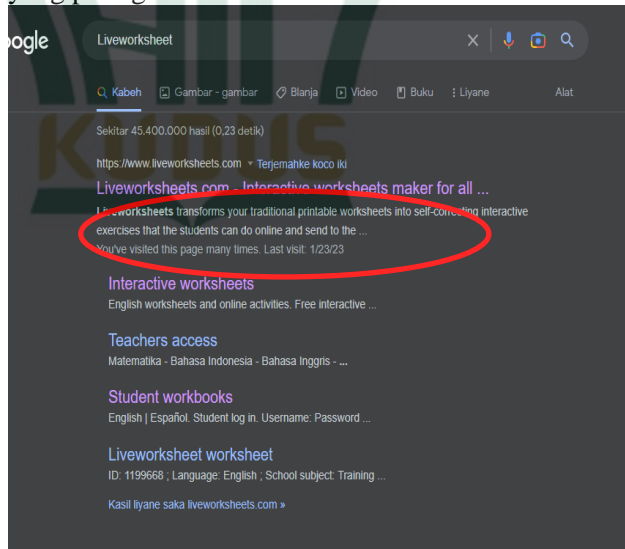 oogle
Liveworksheet
Kabeh Gambar - gambar Blanja Video Buku Liyane Alat
Sekitar 45.400.000 hasil (0,23 detik)
KUDUS
https://www.liveworksheets.com Terjemahke koco iki
Liveworksheets.com - Interactive worksheets maker for all ...
Liveworksheets transforms your traditional printable worksheets into self-correcting interactive
exercises that the students can do online and send to the ...
You've visited this page many times. Last visit: 1/23/23
Interactive worksheets
English worksheets and online activities. Free interactive ...
Teachers access
Matematika - Bahasa Indonesia - Bahasa Inggris - ...
Student workbooks
English | Español. Student log in. Username: Password ...
Liveworksheet worksheet
ID: 1199668 ; Language: English ; School subject: Training ...
Kasil liyane saka liveworksheets.com »